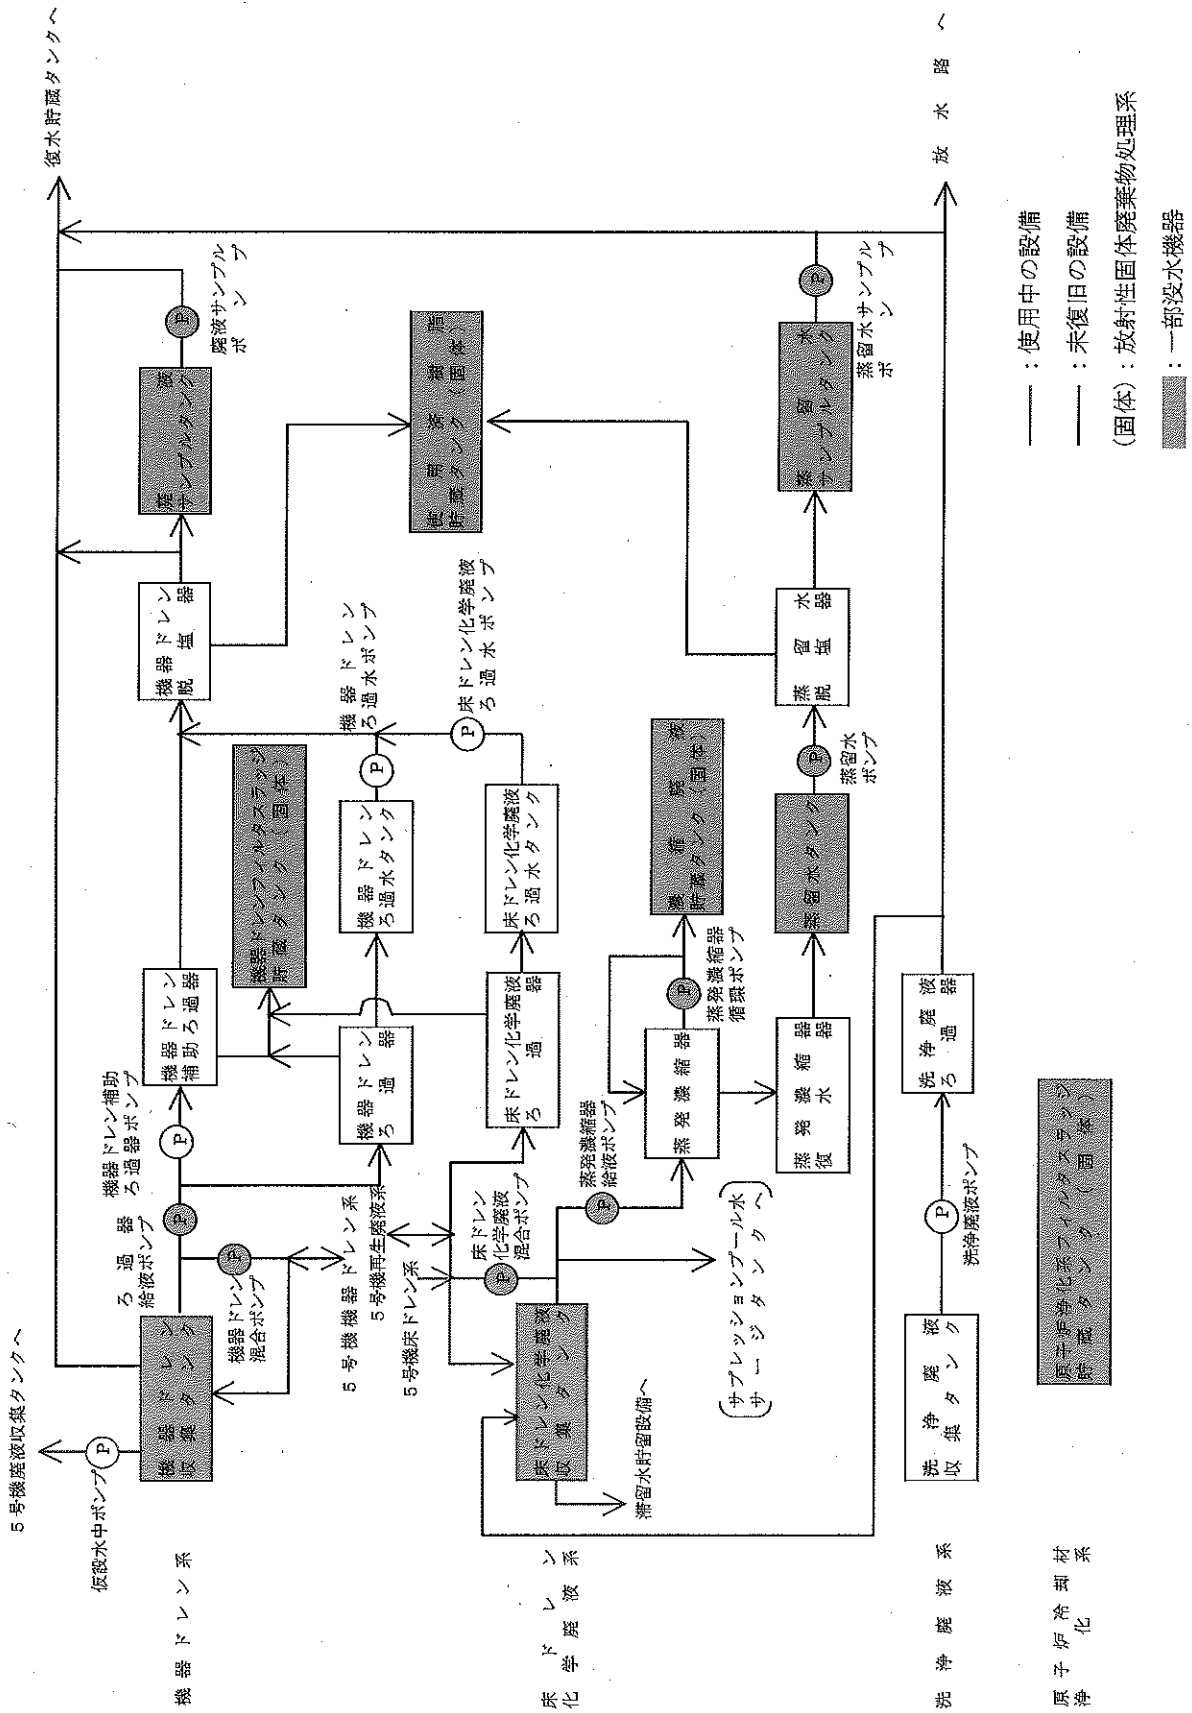 5号機廃液収集タンクへ
復水貯蔵タンクへ
仮設水中ポンプ
P
機器ドレン系
機器ドレン
収集タンク
ろ過器
給液ポンプ
P
機器ドレン
混合ポンプ
P
機器ドレン補助
ろ過器ポンプ
P
機器ドレン
補助ろ過器
機器ドレン
脱塩器
廃液
サンプルタンク
廃液サンプル
ポンプ
P
機器ドレンフィルタスラッジ
貯蔵タンク(固体)
使用済樹脂
貯蔵タンク(固体)
機器ドレン
ろ過器
機器ドレン
ろ過水タンク
機器ドレン
ろ過水ポンプ
P
5号機機器ドレン系
5号機再生廃液系
5号機床ドレン系
床ドレン化学廃液
ろ過器
床ドレン化学廃液
ろ過水タンク
床ドレン化学廃液
ろ過水ポンプ
P
床ドレン
化学廃液系
床ドレン化学廃液
収集タンク
床ドレン
化学廃液
混合ポンプ
P
滞留水貯留設備へ
サプレッションプール水
サージタンクへ
蒸発濃縮器
給液ポンプ
P
蒸発濃縮器
蒸発濃縮器
循環ポンプ
P
濃縮廃液
貯蔵タンク(固体)
蒸発濃縮器
復水器
蒸留水タンク
蒸留水
ポンプ
P
蒸留水
脱塩器
蒸留水
サンプルタンク
蒸留水サンプル
ポンプ
P
洗浄廃液系
洗浄廃液
収集タンク
洗浄廃液ポンプ
P
洗浄廃液
ろ過器
放水路へ
原子炉冷却材
浄化系
原子炉浄化系フィルタスラッジ
貯蔵タンク(固体)
:使用中の設備
:未復旧の設備
(固体):放射性固体廃棄物処理系
:一部没水機器